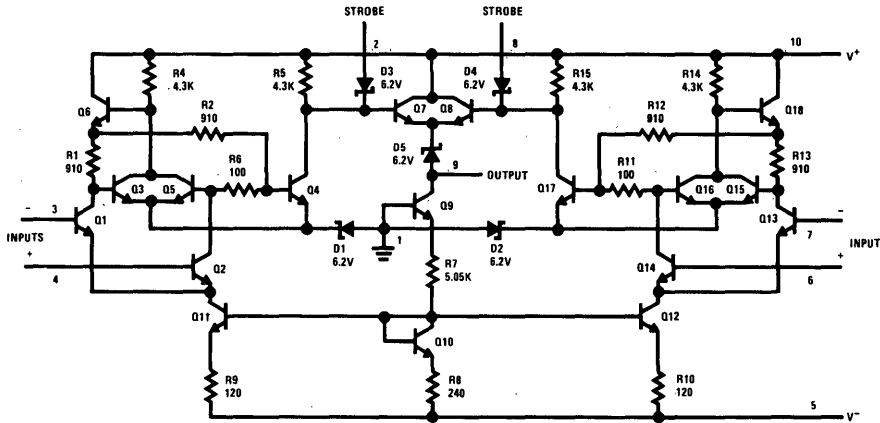 STROBE
STROBE
2
8
10
V+
R4
4.3K
R5
4.3K
D3
6.2V
D4
6.2V
R15
4.3K
R14
4.3K
Q6
R2
910
Q7
Q8
R12
910
Q18
R1
910
R6
100
D5
6.2V
9
OUTPUT
R11
100
R13
910
Q3
Q5
Q4
Q17
Q16
Q15
−
3
Q1
Q9
Q13
−
7
INPUTS
D1
6.2V
1
D2
6.2V
INPUT
+
4
Q2
R7
5.05K
Q14
+
6
Q11
Q10
Q12
R9
120
R8
240
R10
120
5
V−